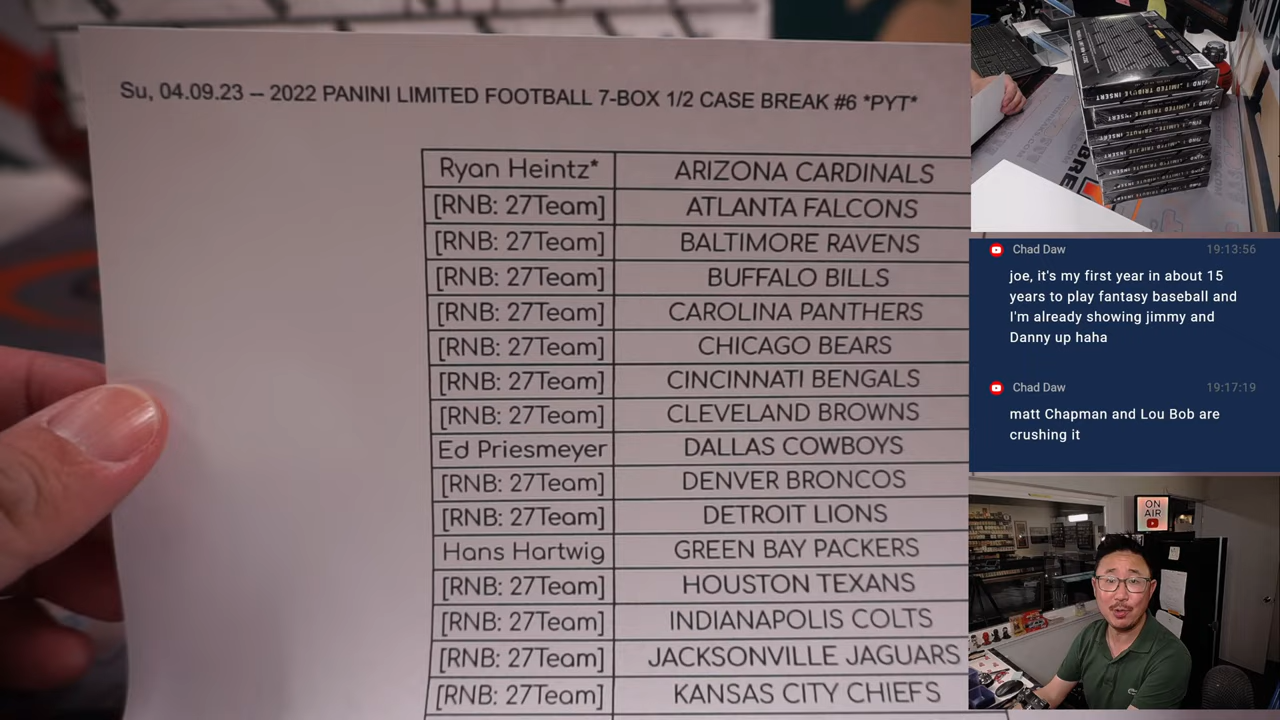 Su, 04.09.23 -- 2022 PANINI LIMITED FOOTBALL 7-BOX 1/2 CASE BREAK #6 *PYT*
Ryan Heintz* ARIZONA CARDINALS
[RNB: 27Team] ATLANTA FALCONS
[RNB: 27Team] BALTIMORE RAVENS
[RNB: 27Team] BUFFALO BILLS
[RNB: 27Team] CAROLINA PANTHERS
[RNB: 27Team] CHICAGO BEARS
[RNB: 27Team] CINCINNATI BENGALS
[RNB: 27Team] CLEVELAND BROWNS
Ed Priesmeyer DALLAS COWBOYS
[RNB: 27Team] DENVER BRONCOS
[RNB: 27Team] DETROIT LIONS
Hans Hartwig GREEN BAY PACKERS
[RNB: 27Team] HOUSTON TEXANS
[RNB: 27Team] INDIANAPOLIS COLTS
[RNB: 27Team] JACKSONVILLE JAGUARS
[RNB: 27Team] KANSAS CITY CHIEFS
Chad Daw 19:13:56
joe, it's my first year in about 15
years to play fantasy baseball and
I'm already showing jimmy and
Danny up haha
Chad Daw 19:17:19
matt Chapman and Lou Bob are
crushing it
ON
AIR